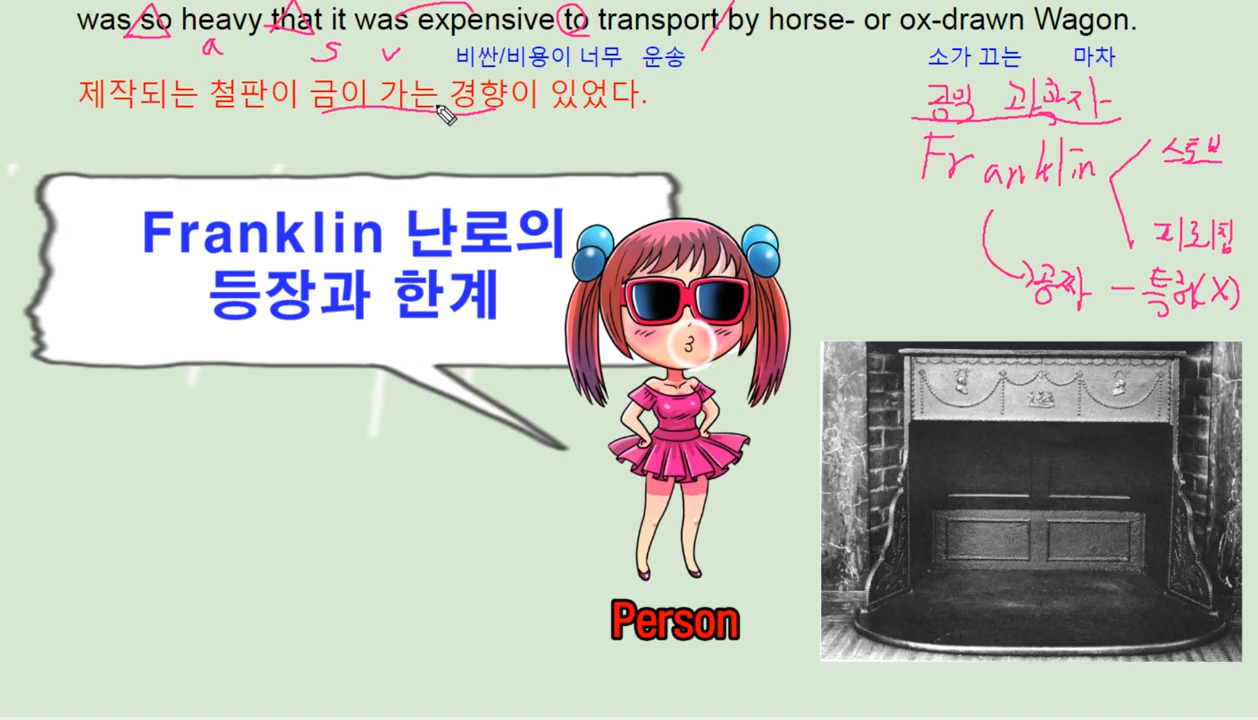 was so heavy that it was expensive to transport by horse- or ox-drawn Wagon.
a s v
비싼/비용이 너무 운송 소가 끄는 마차
제작되는 철판이 금이 가는 경향이 있었다.
공익 과학자
Franklin
스토브
피뢰침
공짜 - 특허(X)
Franklin 난로의
등장과 한계
Person